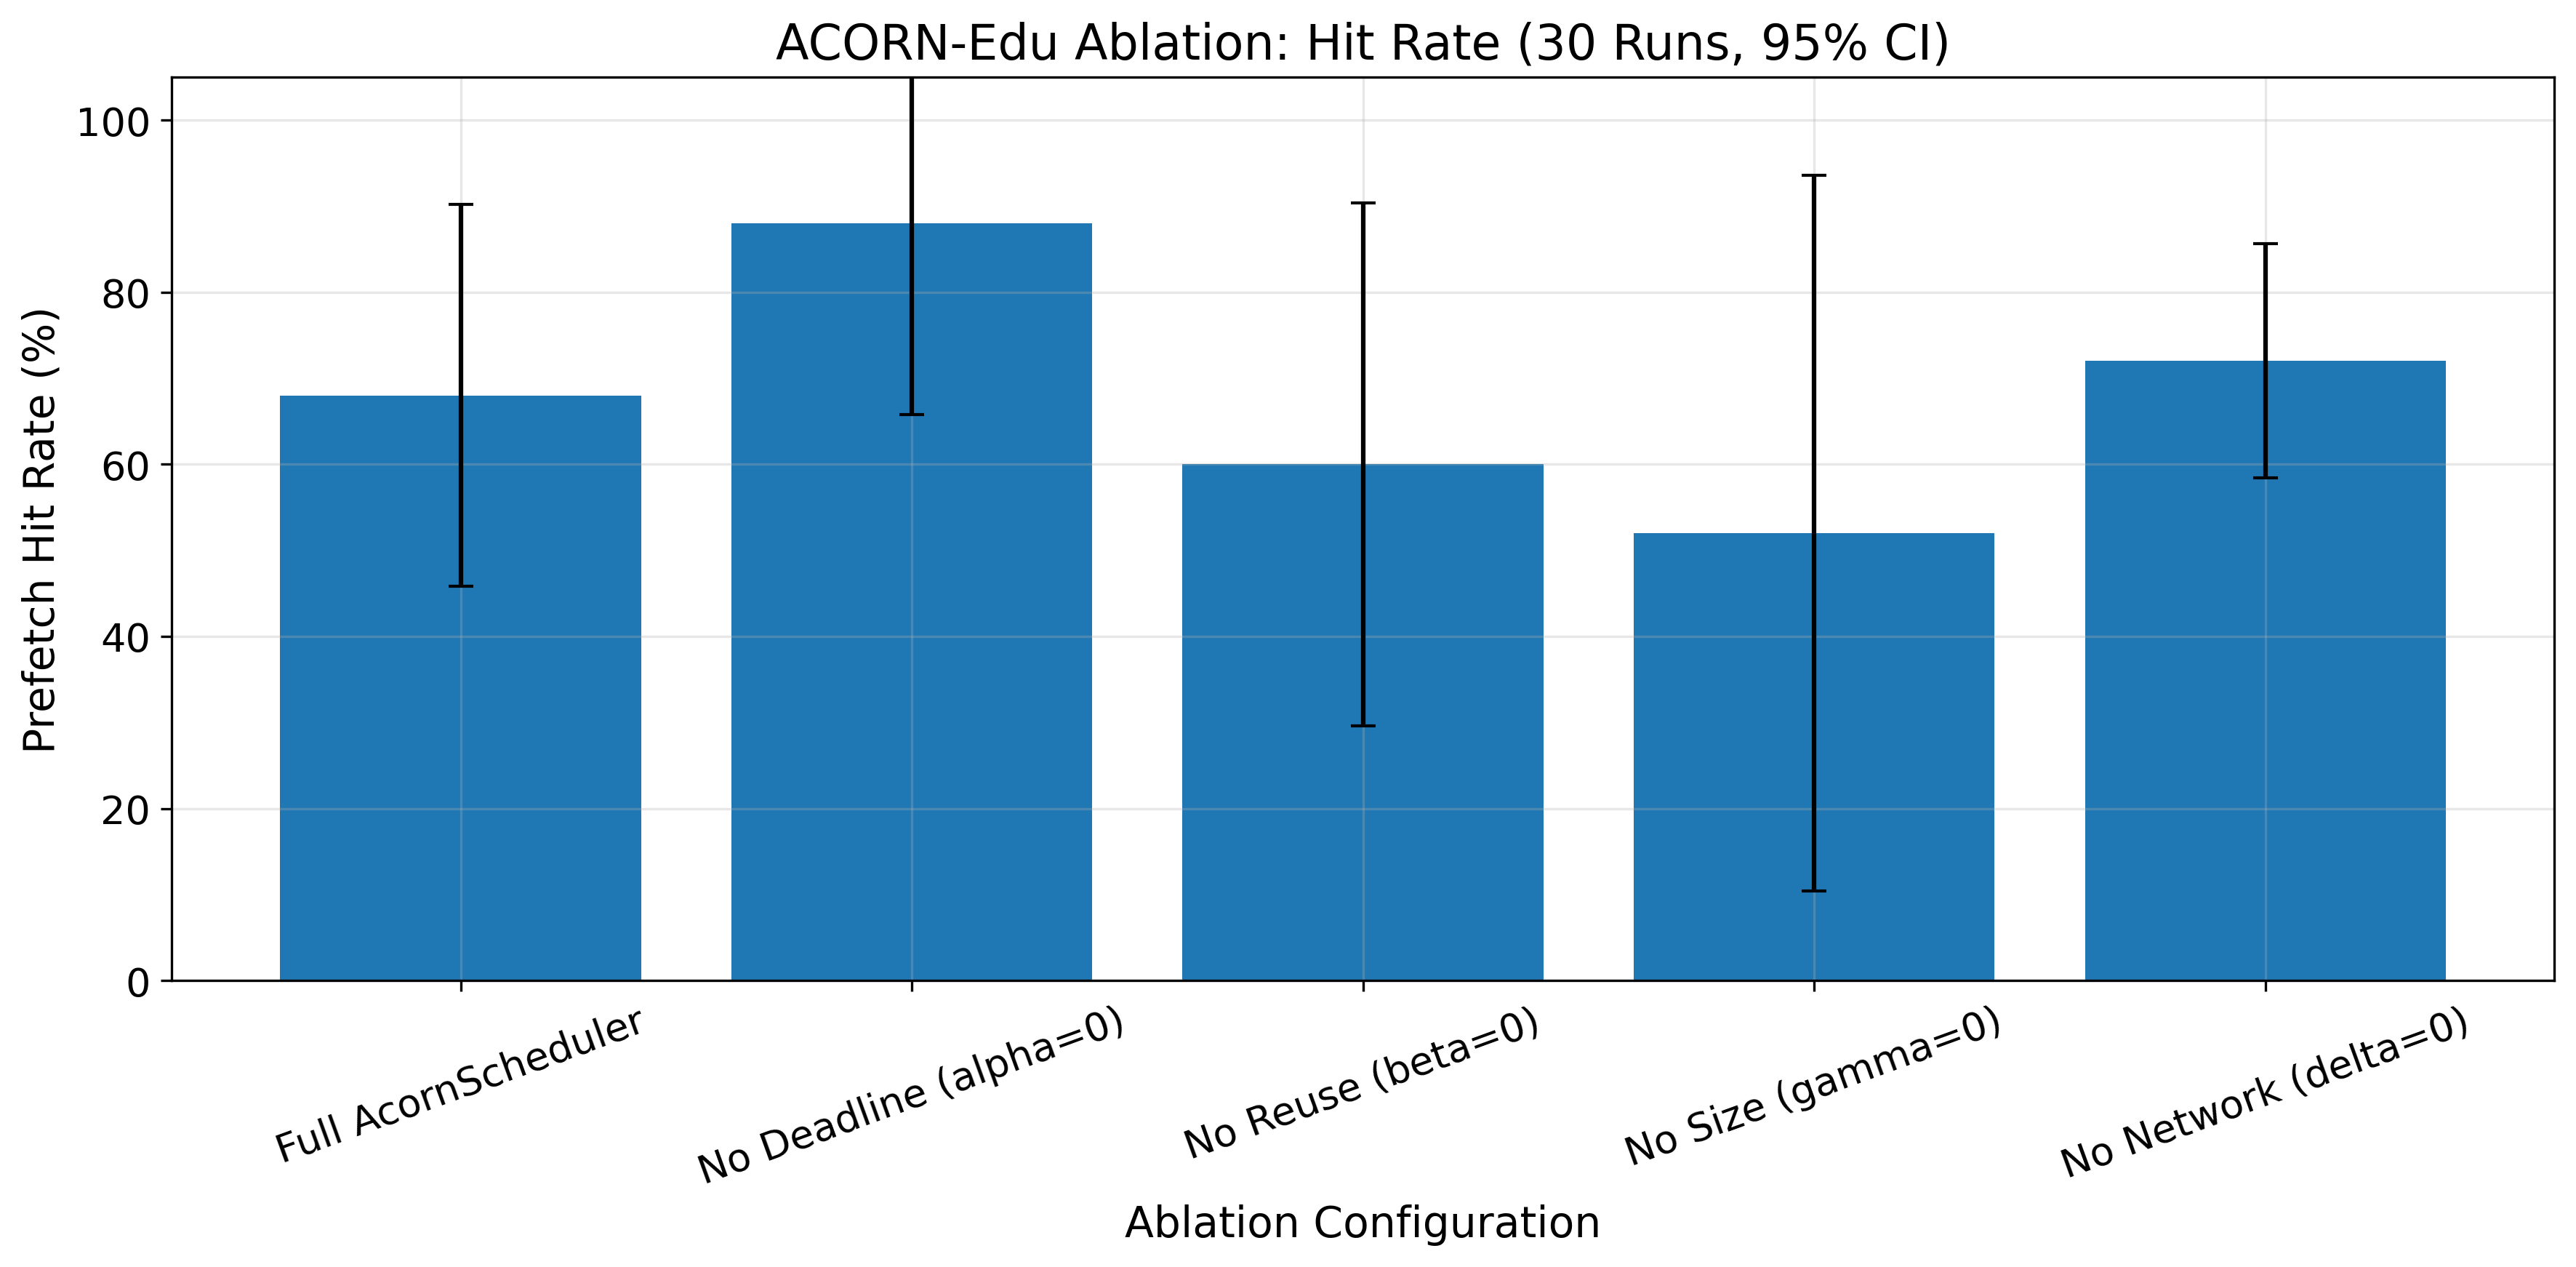 ACORN-Edu Ablation: Hit Rate (30 Runs, 95% CI)
Prefetch Hit Rate (%)
100
80
60
40
20
0
Full AcornScheduler
No Deadline (alpha=0)
No Reuse (beta=0)
No Size (gamma=0)
No Network (delta=0)
Ablation Configuration